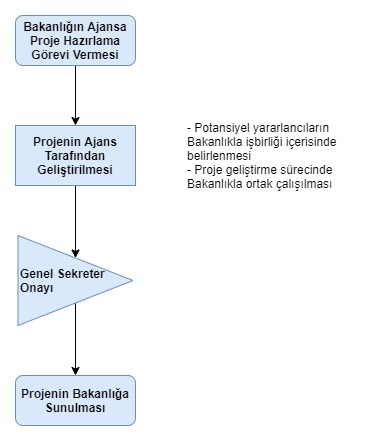 Bakanlığın Ajansa
Proje Hazırlama
Görevi Vermesi
Projenin Ajans
Tarafından
Geliştirilmesi
- Potansiyel yararlancıların
Bakanlıkla işbirliği içerisinde
belirlenmesi
- Proje geliştirme sürecinde
Bakanlıkla ortak çalışılması
Genel Sekreter
Onayı
Projenin Bakanlığa
Sunulması